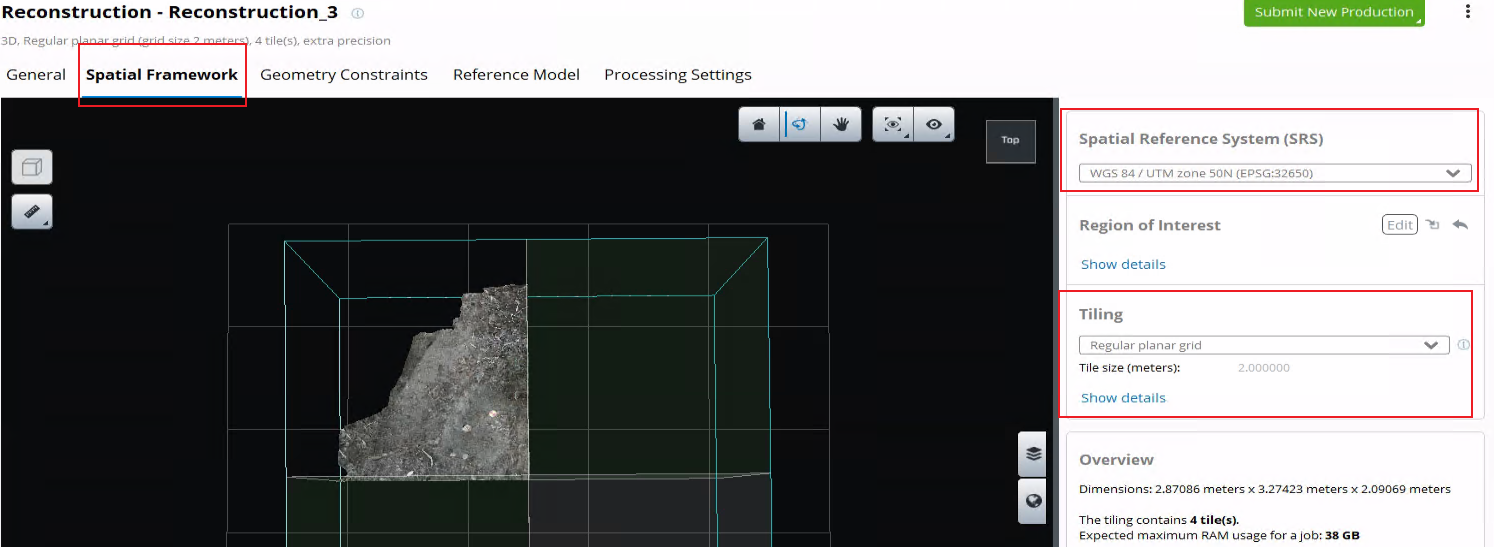 Reconstruction - Reconstruction_3
Submit New Production
3D, Regular planar grid (grid size 2 meters), 4 tile(s), extra precision
General Spatial Framework Geometry Constraints Reference Model Processing Settings
Top
Spatial Reference System (SRS)
WGS 84 / UTM zone 50N (EPSG:32650)
Region of Interest
Edit
Show details
Tiling
Regular planar grid
Tile size (meters): 2.000000
Show details
Overview
Dimensions: 2.87086 meters x 3.27423 meters x 2.09069 meters
The tiling contains 4 tile(s).
Expected maximum RAM usage for a job: 38 GB